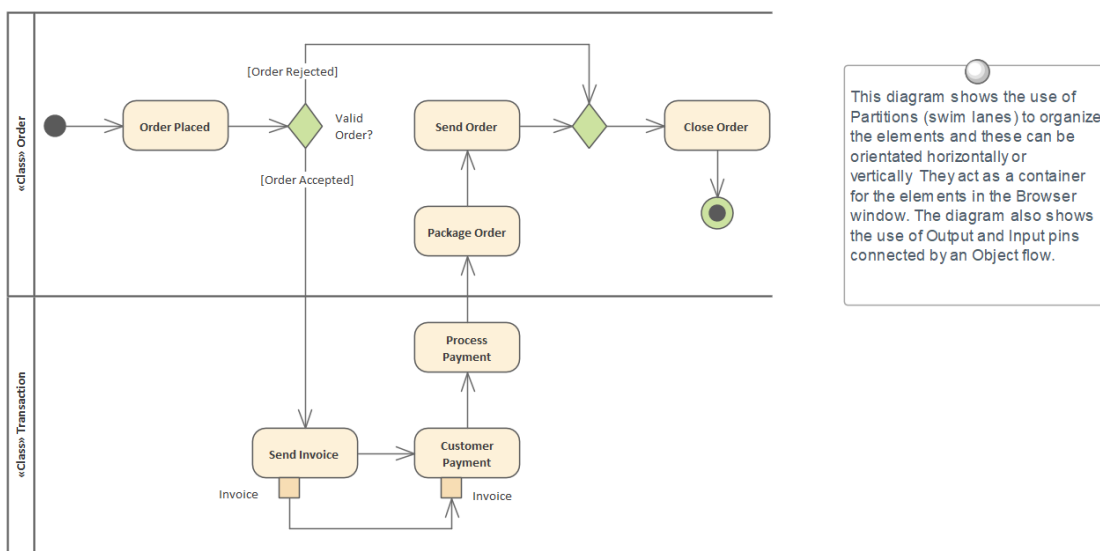 «Class» Order
[Order Rejected]
Order Placed
Valid
Order?
Send Order
Close Order
[Order Accepted]
Package Order
«Class» Transaction
Process
Payment
Send Invoice
Customer
Payment
Invoice
Invoice
This diagram shows the use of
Partitions (swim lanes) to organize
the elements and these can be
orientated horizontally or
vertically They act as a container
for the elements in the Browser
window. The diagram also shows
the use of Output and Input pins
connected by an Object flow.